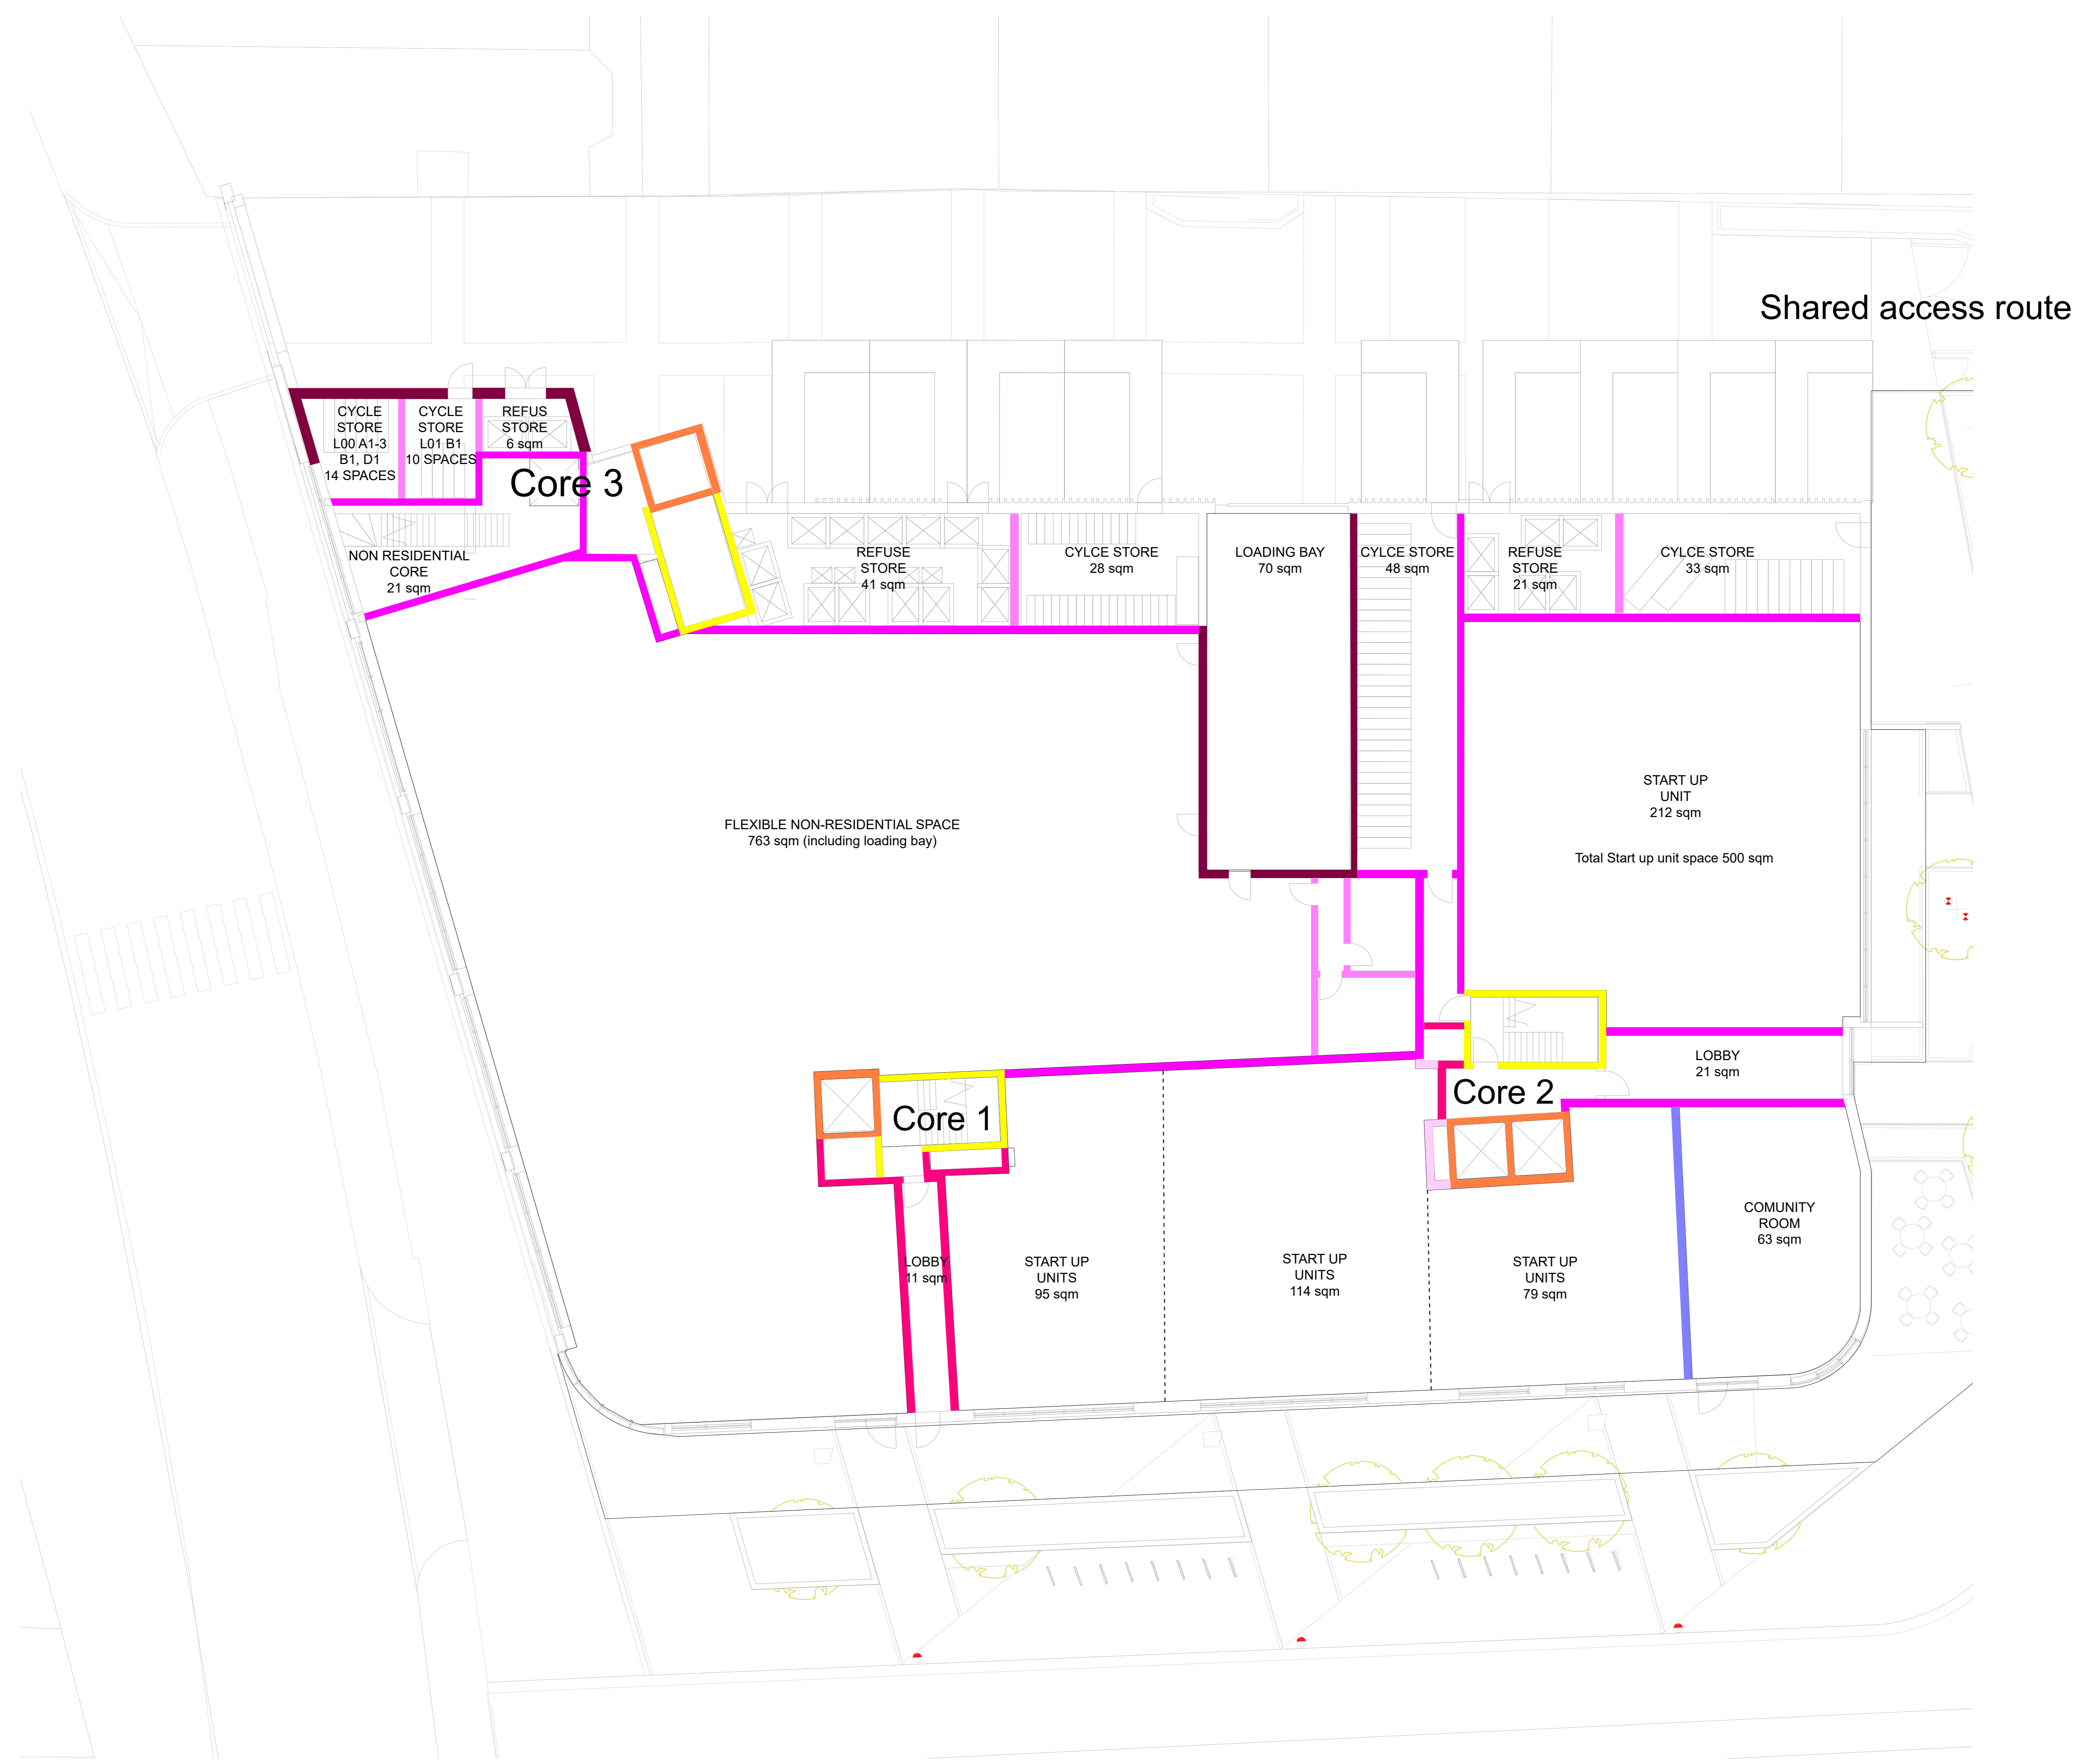 Shared access route
CYCLE
STORE
L00 A1-3
B1, D1
14 SPACES
CYCLE
STORE
L01 B1
10 SPACES
REFUS
STORE
6 sqm
Core 3
NON RESIDENTIAL
CORE
21 sqm
REFUSE
STORE
41 sqm
CYLCE STORE
28 sqm
LOADING BAY
70 sqm
CYLCE STORE
48 sqm
REFUSE
STORE
21 sqm
CYLCE STORE
33 sqm
FLEXIBLE NON-RESIDENTIAL SPACE
763 sqm (including loading bay)
START UP
UNIT
212 sqm
Total Start up unit space 500 sqm
LOBBY
21 sqm
Core 1
Core 2
LOBBY
11 sqm
START UP
UNITS
95 sqm
START UP
UNITS
114 sqm
START UP
UNITS
79 sqm
COMUNITY
ROOM
63 sqm